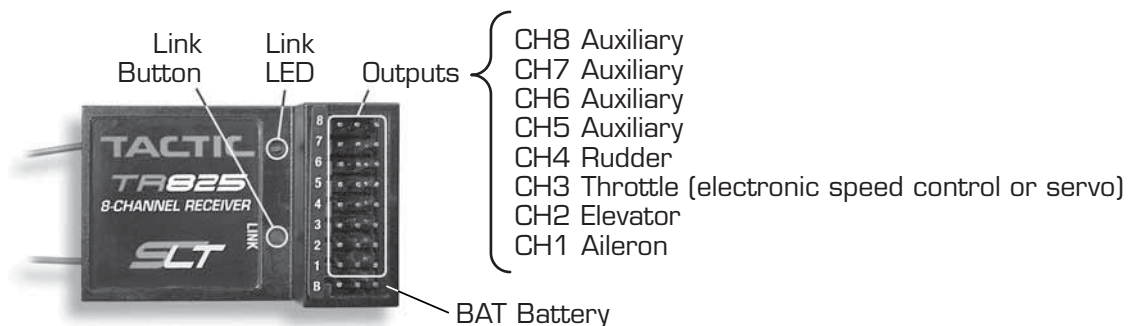 Link Button
Link LED
Outputs
CH8 Auxiliary
CH7 Auxiliary
CH6 Auxiliary
CH5 Auxiliary
CH4 Rudder
CH3 Throttle (electronic speed control or servo)
CH2 Elevator
CH1 Aileron
BAT Battery
TACTIC
TR825
8-CHANNEL RECEIVER
SLT
LINK
8
7
6
5
4
3
2
1
B